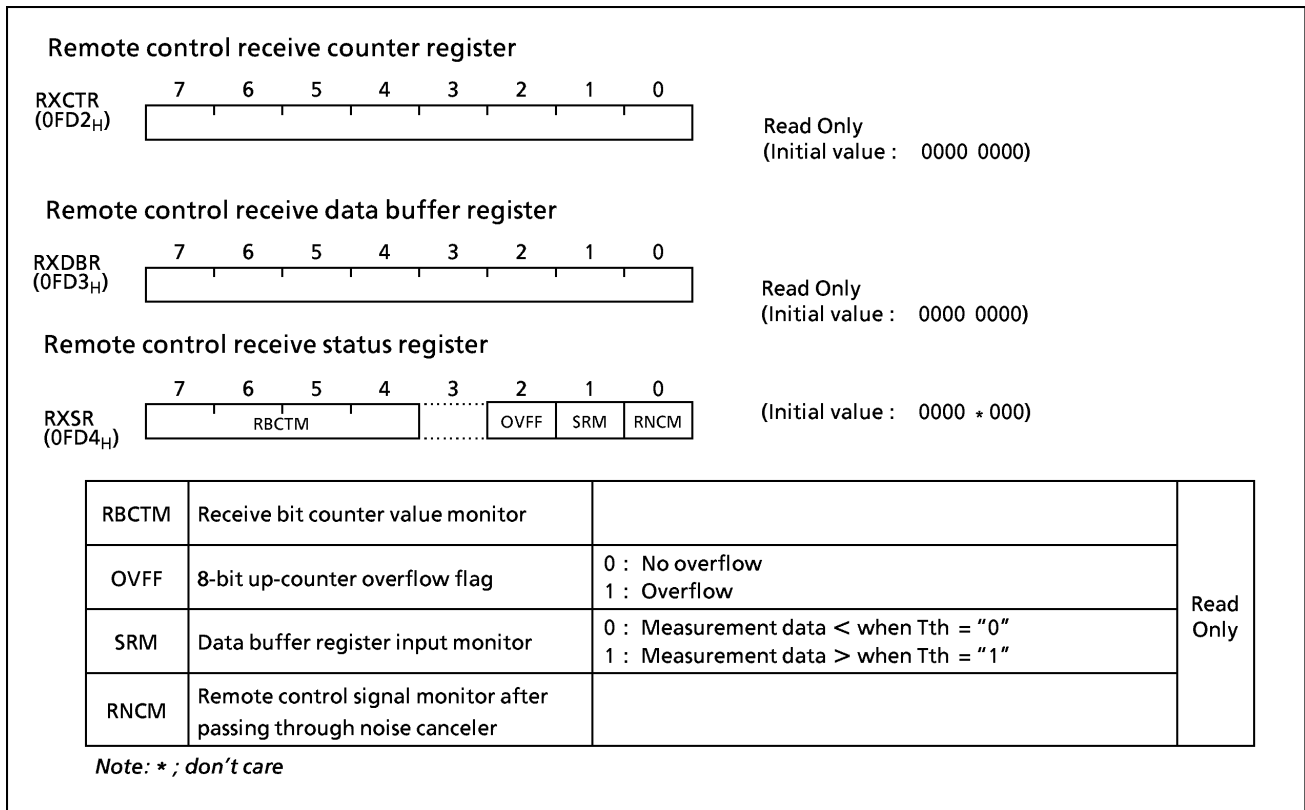 Remote control receive counter register
7 6 5 4 3 2 1 0
RXCTR
(0FD2H)
Read Only
(Initial value : 0000 0000)
Remote control receive data buffer register
7 6 5 4 3 2 1 0
RXDBR
(0FD3H)
Read Only
(Initial value : 0000 0000)
Remote control receive status register
7 6 5 4 3 2 1 0
RXSR
(0FD4H)
RBCTM OVFF SRM RNCM
(Initial value : 0000 * 000)
RBCTM Receive bit counter value monitor
OVFF 8-bit up-counter overflow flag
0 : No overflow
1 : Overflow
SRM Data buffer register input monitor
0 : Measurement data < when Tth = "0"
1 : Measurement data > when Tth = "1"
RNCM Remote control signal monitor after
passing through noise canceler
Read
Only
Note: * ; don't care